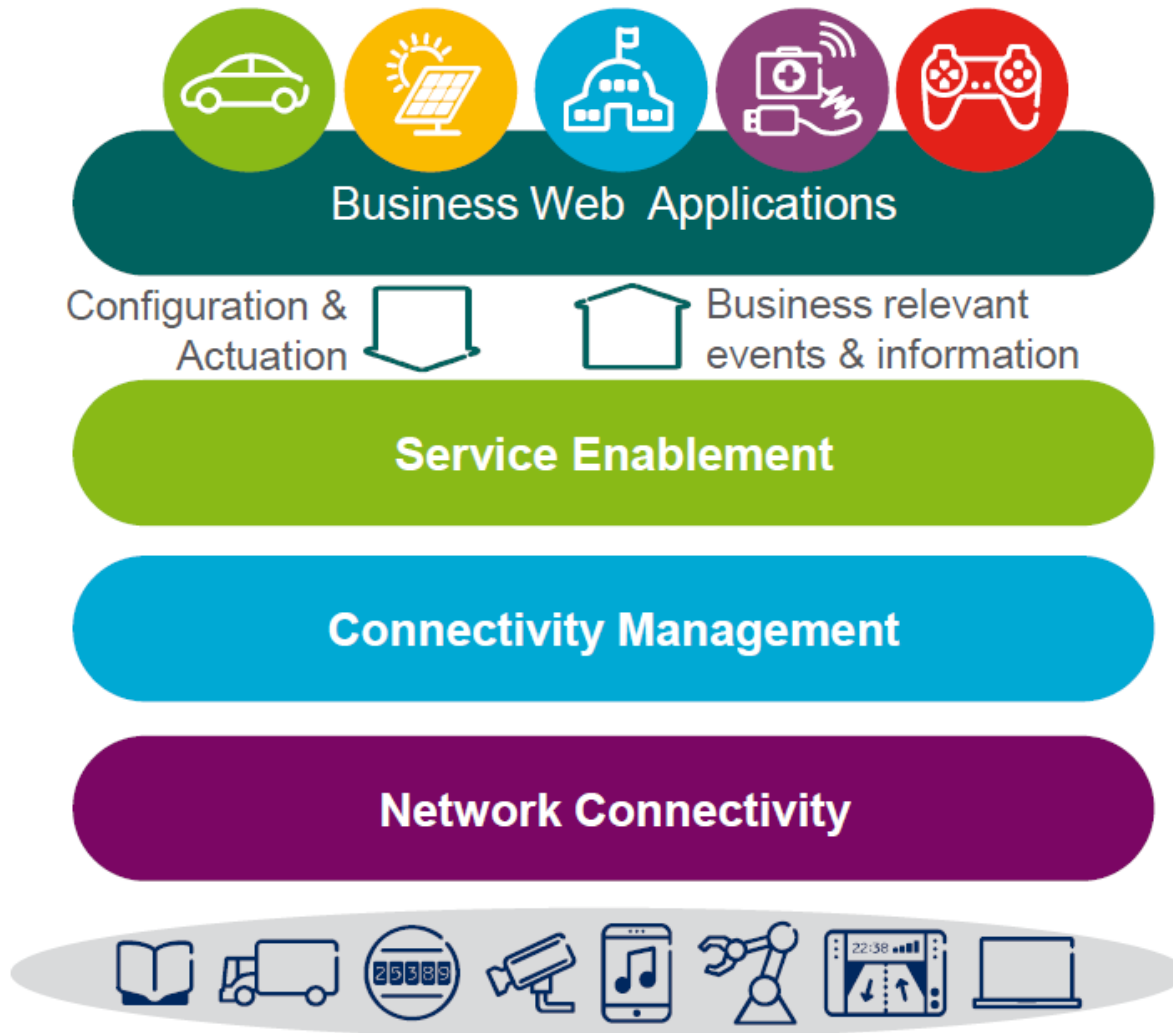 Business Web Applications
Configuration &
Actuation
Business relevant
events & information
Service Enablement
Connectivity Management
Network Connectivity
25389
22:38